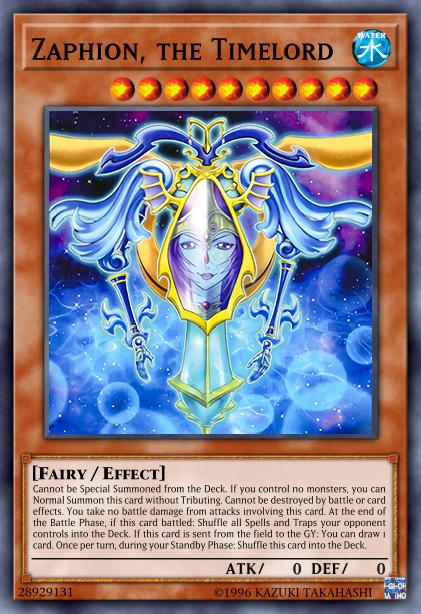 ZAPHION, THE TIMELORD
WATER
水
[FAIRY / EFFECT]
Cannot be Special Summoned from the Deck. If you control no monsters, you can
Normal Summon this card without Tributing. Cannot be destroyed by battle or card
effects. You take no battle damage from attacks involving this card. At the end of
the Battle Phase, if this card battled: Shuffle all Spells and Traps your opponent
controls into the Deck. If this card is sent from the field to the GY: You can draw 1
card. Once per turn, during your Standby Phase: Shuffle this card into the Deck.
ATK/ 0 DEF/ 0
28929131 ©1996 KAZUKI TAKAHASHI